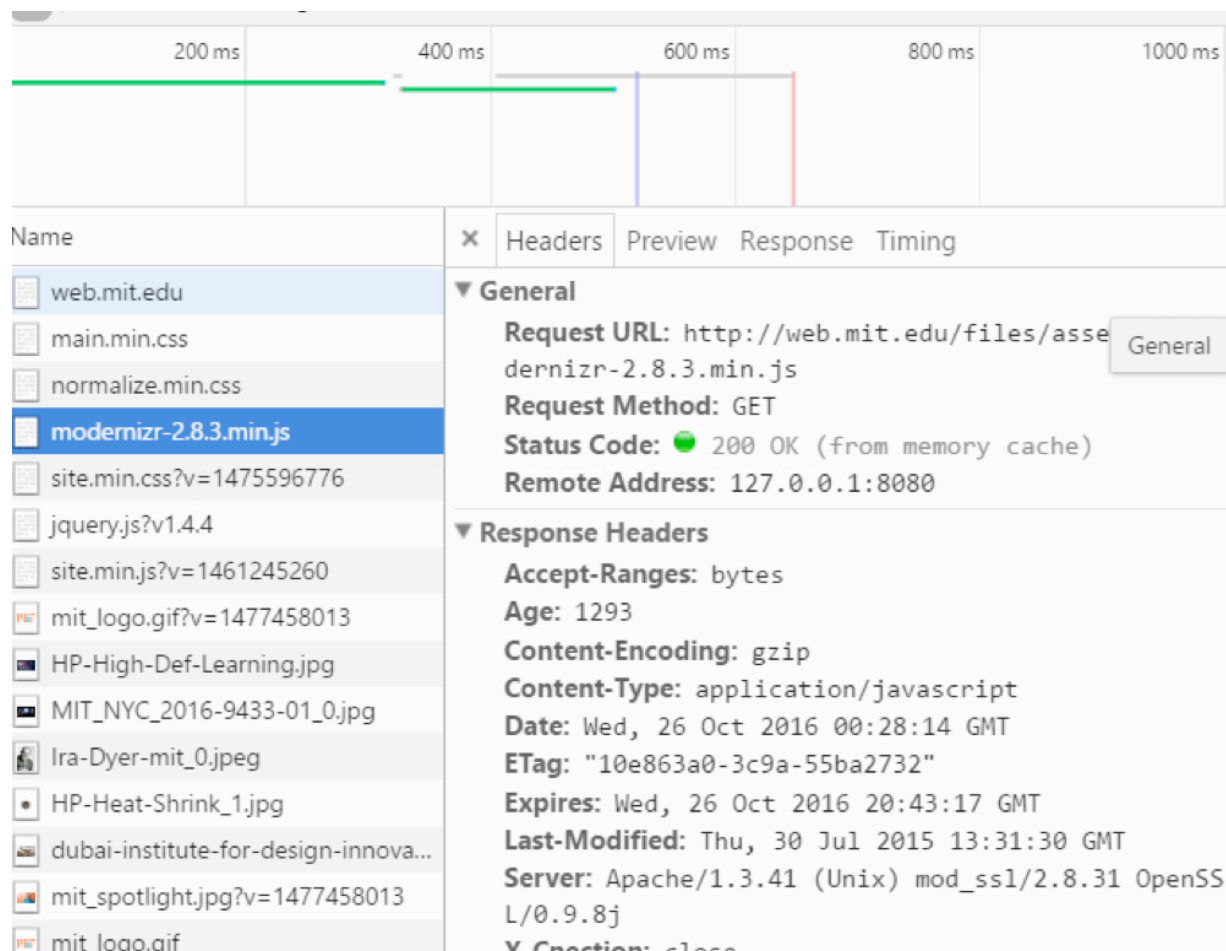 200 ms 400 ms 600 ms 800 ms 1000 ms
Name
web.mit.edu
main.min.css
normalize.min.css
modernizr-2.8.3.min.js
site.min.css?v=1475596776
jquery.js?v1.4.4
site.min.js?v=1461245260
mit_logo.gif?v=1477458013
HP-High-Def-Learning.jpg
MIT_NYC_2016-9433-01_0.jpg
Ira-Dyer-mit_0.jpeg
HP-Heat-Shrink_1.jpg
dubai-institute-for-design-innova...
mit_spotlight.jpg?v=1477458013
mit_logo.gif
× Headers Preview Response Timing
General
Request URL: http://web.mit.edu/files/asse
General
dernizr-2.8.3.min.js
Request Method: GET
Status Code: 200 OK (from memory cache)
Remote Address: 127.0.0.1:8080
Response Headers
Accept-Ranges: bytes
Age: 1293
Content-Encoding: gzip
Content-Type: application/javascript
Date: Wed, 26 Oct 2016 00:28:14 GMT
ETag: "10e863a0-3c9a-55ba2732"
Expires: Wed, 26 Oct 2016 20:43:17 GMT
Last-Modified: Thu, 30 Jul 2015 13:31:30 GMT
Server: Apache/1.3.41 (Unix) mod_ssl/2.8.31 OpenSS
L/0.9.8j
X-Cnection: close